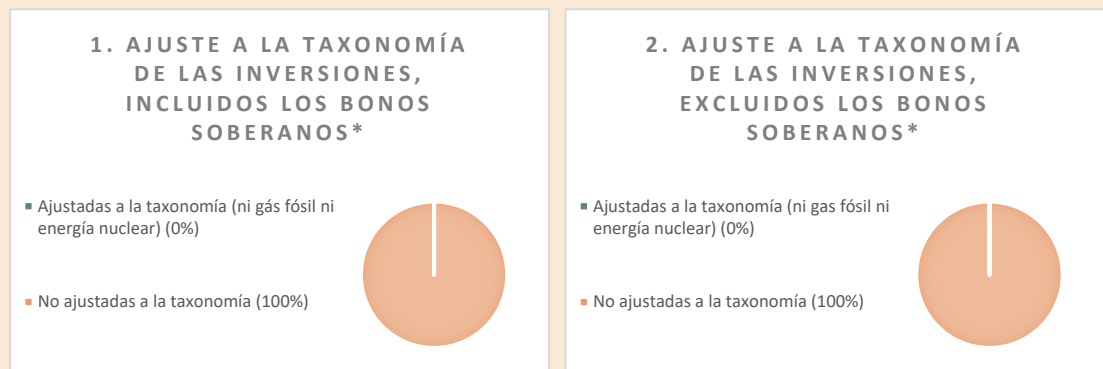 1. AJUSTE A LA TAXONOMÍA
DE LAS INVERSIONES,
INCLUIDOS LOS BONOS
SOBERANOS*
Ajustadas a la taxonomía (ni gás fósil ni
energía nuclear) (0%)
No ajustadas a la taxonomía (100%)
2. AJUSTE A LA TAXONOMÍA
DE LAS INVERSIONES,
EXCLUIDOS LOS BONOS
SOBERANOS*
Ajustadas a la taxonomía (ni gas fósil ni
energía nuclear) (0%)
No ajustadas a la taxonomía (100%)